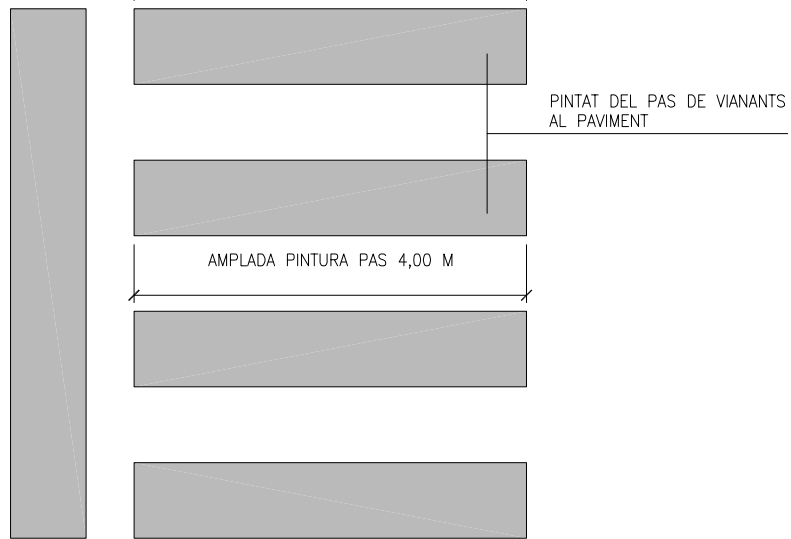 PINTAT DEL PAS DE VIANANTS
AL PAVIMENT
AMPLADA PINTURA PAS 4,00 M